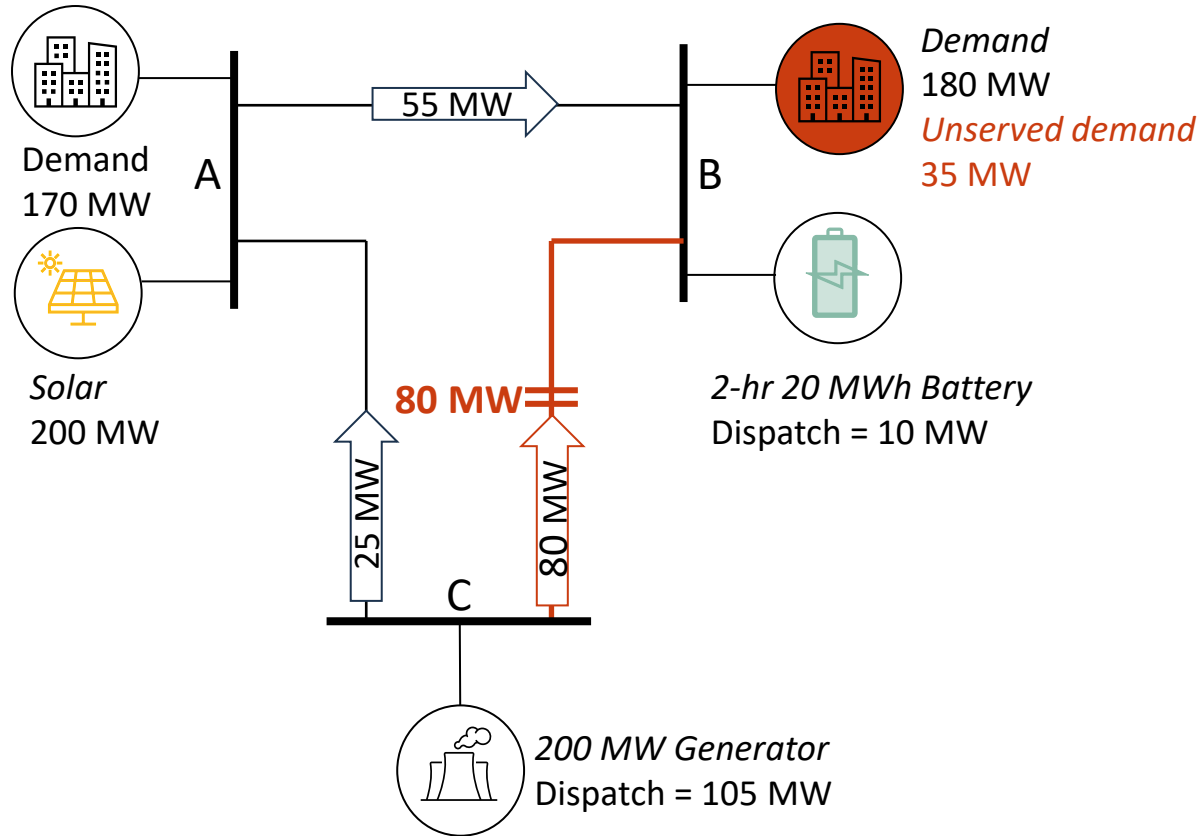 Demand
170 MW
A
Solar
200 MW
55 MW
B
Demand
180 MW
Unserved demand
35 MW
2-hr 20 MWh Battery
Dispatch = 10 MW
80 MW
25 MW
80 MW
C
200 MW Generator
Dispatch = 105 MW